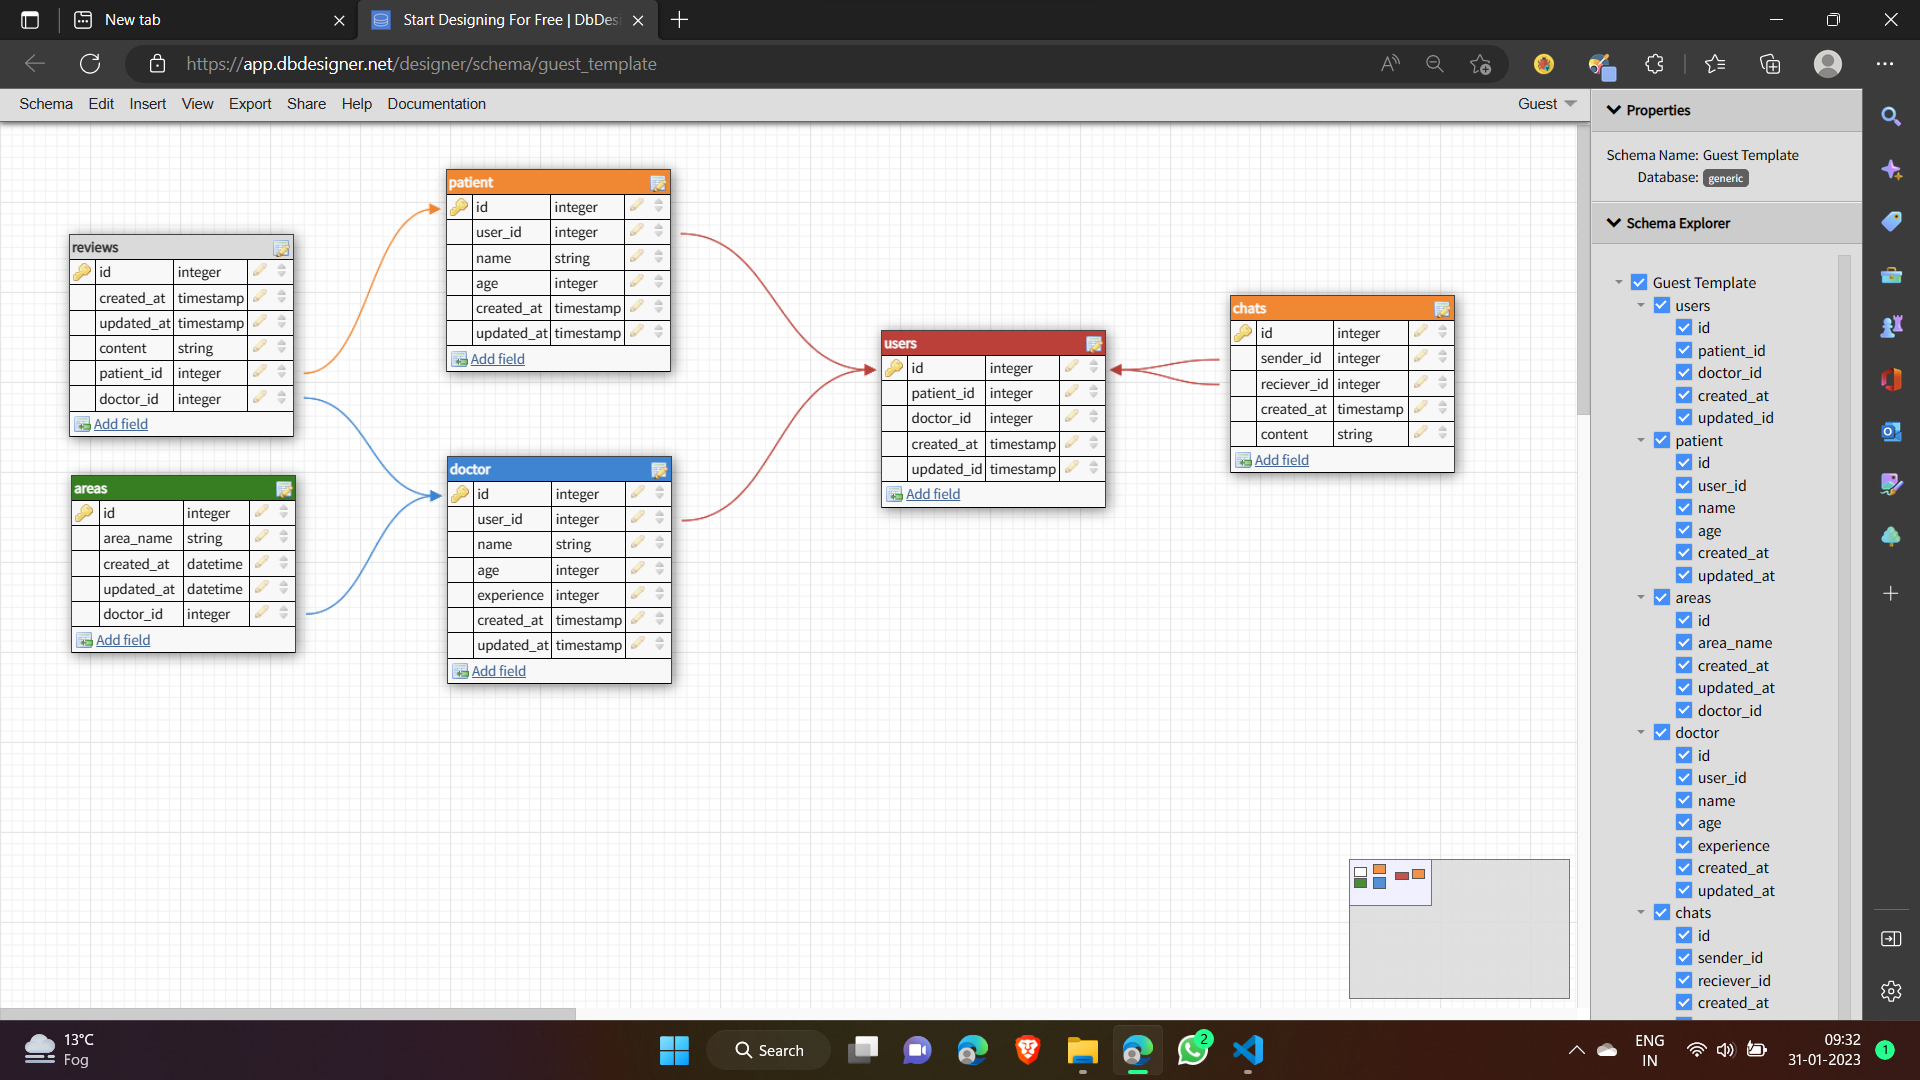 New tab
Start Designing For Free | DbDes
https://app.dbdesigner.net/designer/schema/guest_template
Schema Edit Insert View Export Share Help Documentation
Guest
reviews
id integer
created_at timestamp
updated_at timestamp
content string
patient_id integer
doctor_id integer
Add field
areas
id integer
area_name string
created_at datetime
updated_at datetime
doctor_id integer
Add field
patient
id integer
user_id integer
name string
age integer
created_at timestamp
updated_at timestamp
Add field
doctor
id integer
user_id integer
name string
age integer
experience integer
created_at timestamp
updated_at timestamp
Add field
users
id integer
patient_id integer
doctor_id integer
created_at timestamp
updated_id timestamp
Add field
chats
id integer
sender_id integer
reciever_id integer
created_at timestamp
content string
Add field
Properties
Schema Name: Guest Template
Database: generic
Schema Explorer
Guest Template
users
id
patient_id
doctor_id
created_at
updated_id
patient
id
user_id
name
age
created_at
updated_at
areas
id
area_name
created_at
updated_at
doctor_id
doctor
id
user_id
name
age
experience
created_at
updated_at
chats
id
sender_id
reciever_id
created_at
13°C
Fog
Search
2
ENG
IN
09:32
31-01-2023
1